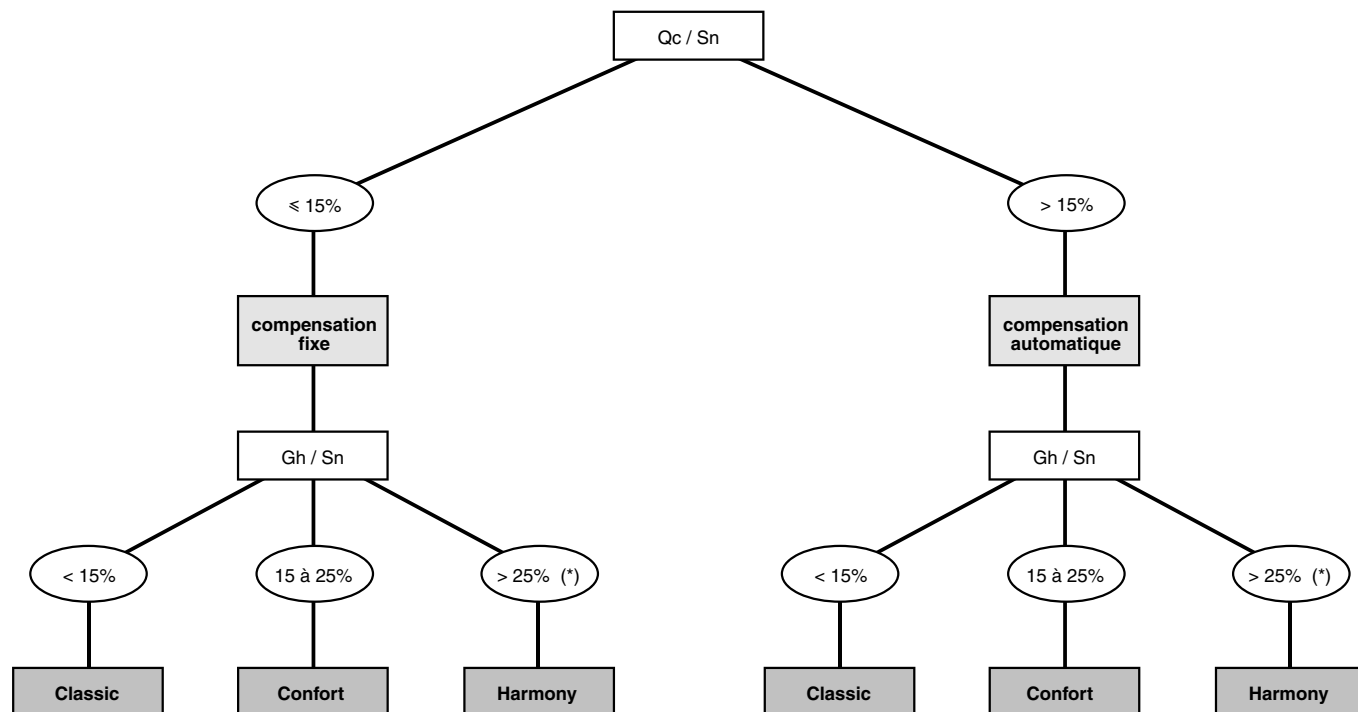 Qc / Sn
⩽ 15%
> 15%
compensation
fixe
compensation
automatique
Gh / Sn
Gh / Sn
< 15%
15 à 25%
> 25% (*)
< 15%
15 à 25%
> 25% (*)
Classic
Confort
Harmony
Classic
Confort
Harmony